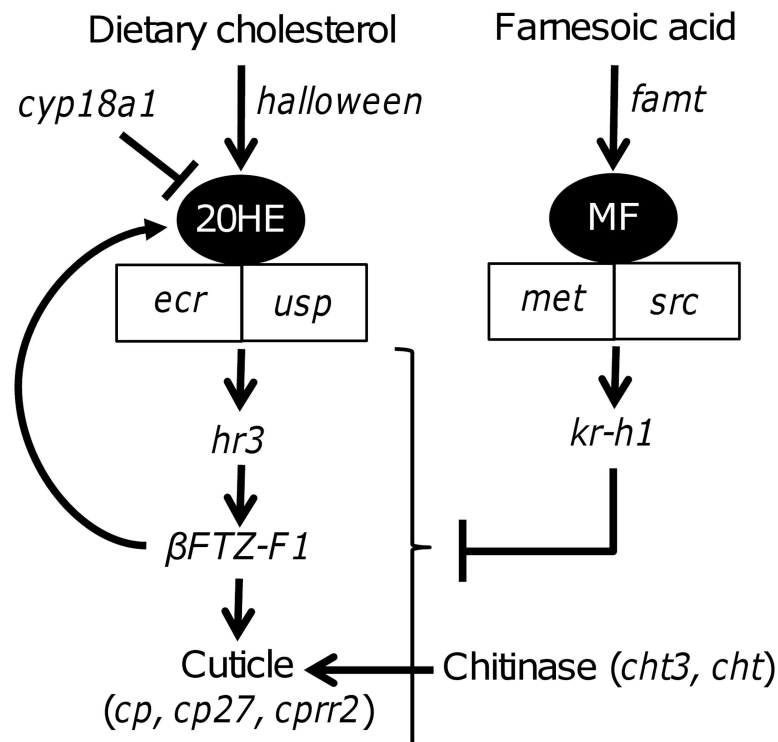 Dietary cholesterol
Farnesoic acid
cyp18a1
halloween
famt
20HE
MF
ecr
usp
met
src
hr3
kr-h1
βFTZ-F1
Cuticle
(cp, cp27, cprr2)
Chitinase (cht3, cht)